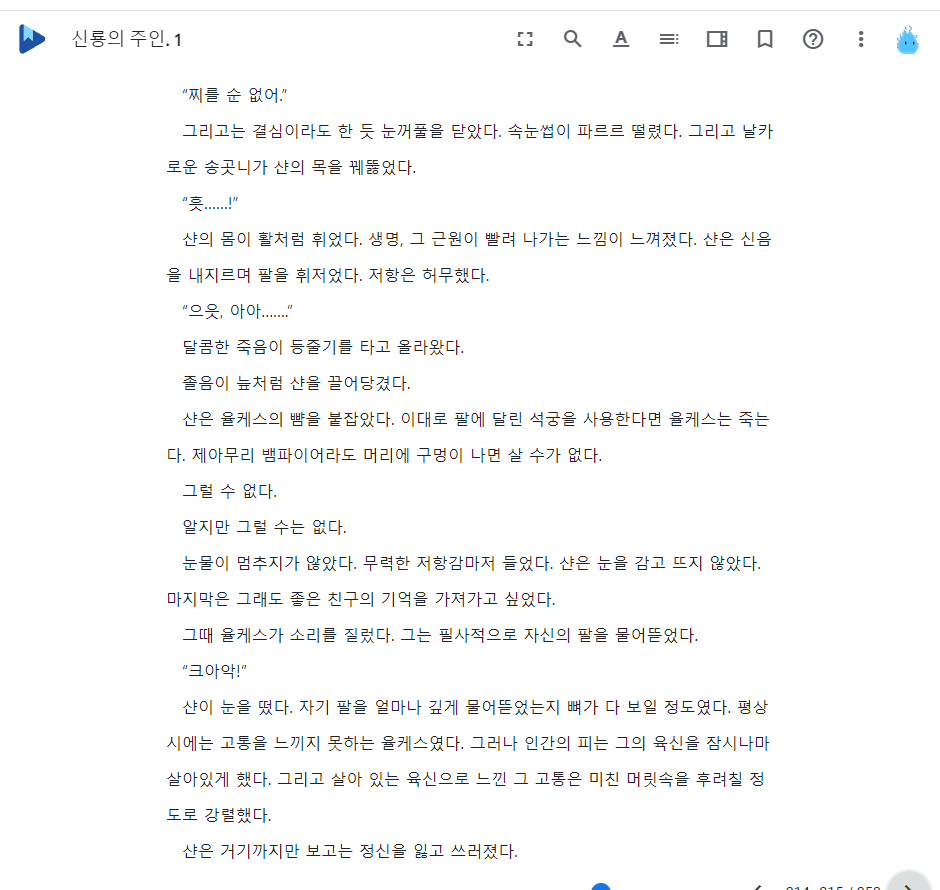 신룡의 주인. 1
“찌를 순 없어.”
그리고는 결심이라도 한 듯 눈꺼풀을 닫았다. 속눈썹이 파르르 떨렸다. 그리고 날카
로운 송곳니가 샨의 목을 꿰뚫었다.
“흣……!”
샨의 몸이 활처럼 휘었다. 생명, 그 근원이 빨려 나가는 느낌이 느껴졌다. 샨은 신음
을 내지르며 팔을 휘저었다. 저항은 허무했다.
“으읏, 아아…….”
달콤한 죽음이 등줄기를 타고 올라왔다.
졸음이 늪처럼 샨을 끌어당겼다.
샨은 율케스의 뺨을 붙잡았다. 이대로 팔에 달린 석궁을 사용한다면 율케스는 죽는
다. 제아무리 뱀파이어라도 머리에 구멍이 나면 살 수가 없다.
그럴 수 없다.
알지만 그럴 수는 없다.
눈물이 멈추지가 않았다. 무력한 저항감마저 들었다. 샨은 눈을 감고 뜨지 않았다.
마지막은 그래도 좋은 친구의 기억을 가져가고 싶었다.
그때 율케스가 소리를 질렀다. 그는 필사적으로 자신의 팔을 물어뜯었다.
“크아악!”
샨이 눈을 떴다. 자기 팔을 얼마나 깊게 물어뜯었는지 뼈가 다 보일 정도였다. 평상
시에는 고통을 느끼지 못하는 율케스였다. 그러나 인간의 피는 그의 육신을 잠시나마
살아있게 했다. 그리고 살아 있는 육신으로 느낀 그 고통은 미친 머릿속을 후려칠 정
도로 강렬했다.
샨은 거기까지만 보고는 정신을 잃고 쓰러졌다.